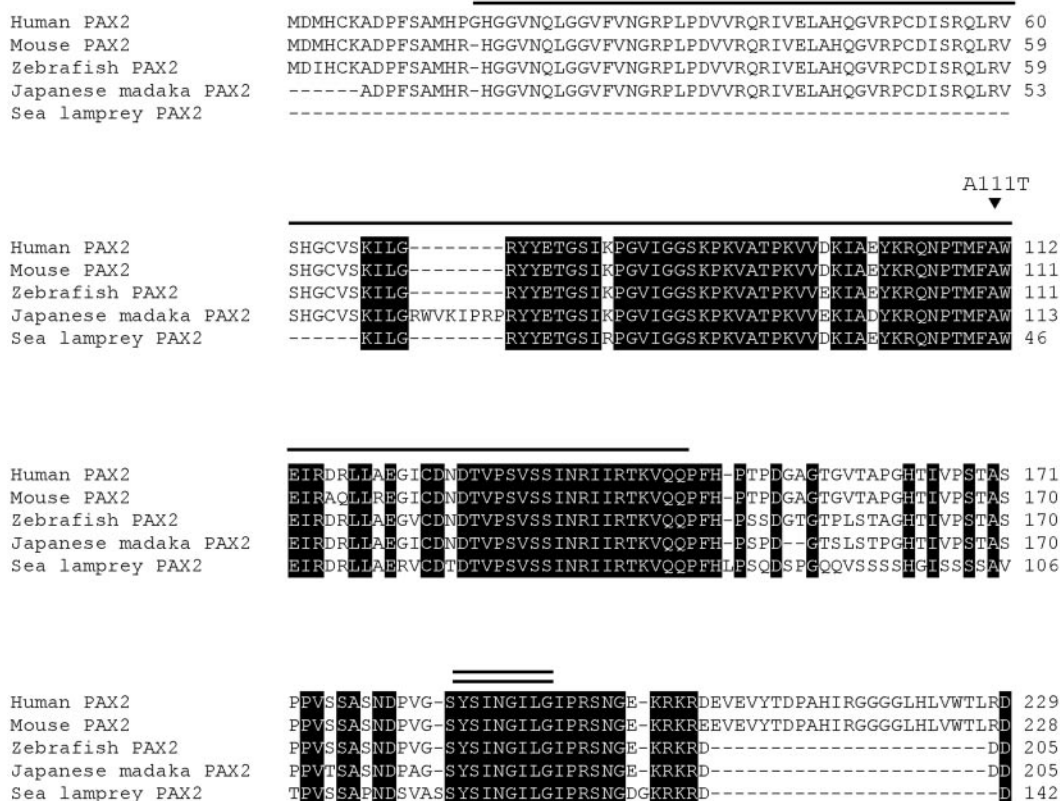 Human PAX2 MDMHCKADPFSAMHPGHGGVNQLGGVFVNGRPLPDVVRQRIVELAHQGVRPCDISRQLRV 60
Mouse PAX2 MDMHCKADPFSAMHR-HGGVNQLGGVFVNGRPLPDVVRQRIVELAHQGVRPCDISRQLRV 59
Zebrafish PAX2 MDIHCKADPFSAMHR-HGGVNQLGGVFVNGRPLPDVVRQRIVELAHQGVRPCDISRQLRV 59
Japanese madaka PAX2 ------ADPFSAMHR-HGGVNQLGGVFVNGRPLPDVVRQRIVELAHQGVRPCDISRQLRV 53
Sea lamprey PAX2 ------------------------------------------------------------
A111T
Human PAX2 SHGCVSKILG--------RYYETGSIKPGVIGGSKPKVATPKVVDKIAEYKRQNPTMFAW 112
Mouse PAX2 SHGCVSKILG--------RYYETGSIKPGVIGGSKPKVATPKVVDKIAEYKRQNPTMFAW 111
Zebrafish PAX2 SHGCVSKILG--------RYYETGSIKPGVIGGSKPKVATPKVVEKIAEYKRQNPTMFAW 111
Japanese madaka PAX2 SHGCVSKILGRWVKIPRPRYYETGSIKPGVIGGSKPKVATPKVVEKIADYKRQNPTMFAW 113
Sea lamprey PAX2 ------KILG--------RYYETGSIRPGVIGGSKPKVATPKVVDKIAEYKRQNPTMFAW 46
Human PAX2 EIRDRLLAEGICDNDTVPSVSSINRIIRTKVQQPFH-PTPDGAGTGVTAPGHTIVPSTAS 171
Mouse PAX2 EIRAQLLREGICDNDTVPSVSSINRIIRTKVQQPFH-PTPDGAGTGVTAPGHTIVPSTAS 170
Zebrafish PAX2 EIRDRLLAEGVCDNDTVPSVSSINRIIRTKVQQPFH-PSSDGTGTPLSTAGHTIVPSTAS 170
Japanese madaka PAX2 EIRDRLLAEGICDNDTVPSVSSINRIIRTKVQQPFH-PSPD--GTSLSTPGHTIVPSTAS 170
Sea lamprey PAX2 EIRDRLLAERVCDTDTVPSVSSINRIIRTKVQQPFHLPSQDSPGQQVSSSSHGISSSSAV 106
Human PAX2 PPVSSASNDPVG-SYSINGILGIPRSNGE-KRKRDEVEVYTDPAHIRGGGGLHLVWTLRD 229
Mouse PAX2 PPVSSASNDPVG-SYSINGILGIPRSNGE-KRKREEVEVYTDPAHIRGGGGLHLVWTLRD 228
Zebrafish PAX2 PPVSSASNDPVG-SYSINGILGIPRSNGE-KRKRD-----------------------DD 205
Japanese madaka PAX2 PPVTSASNDPAG-SYSINGILGIPRSNGE-KRKRD-----------------------DD 205
Sea lamprey PAX2 TPVSSAPNDSVASSYSINGILGIPRSNGDGKRKRD------------------------D 142